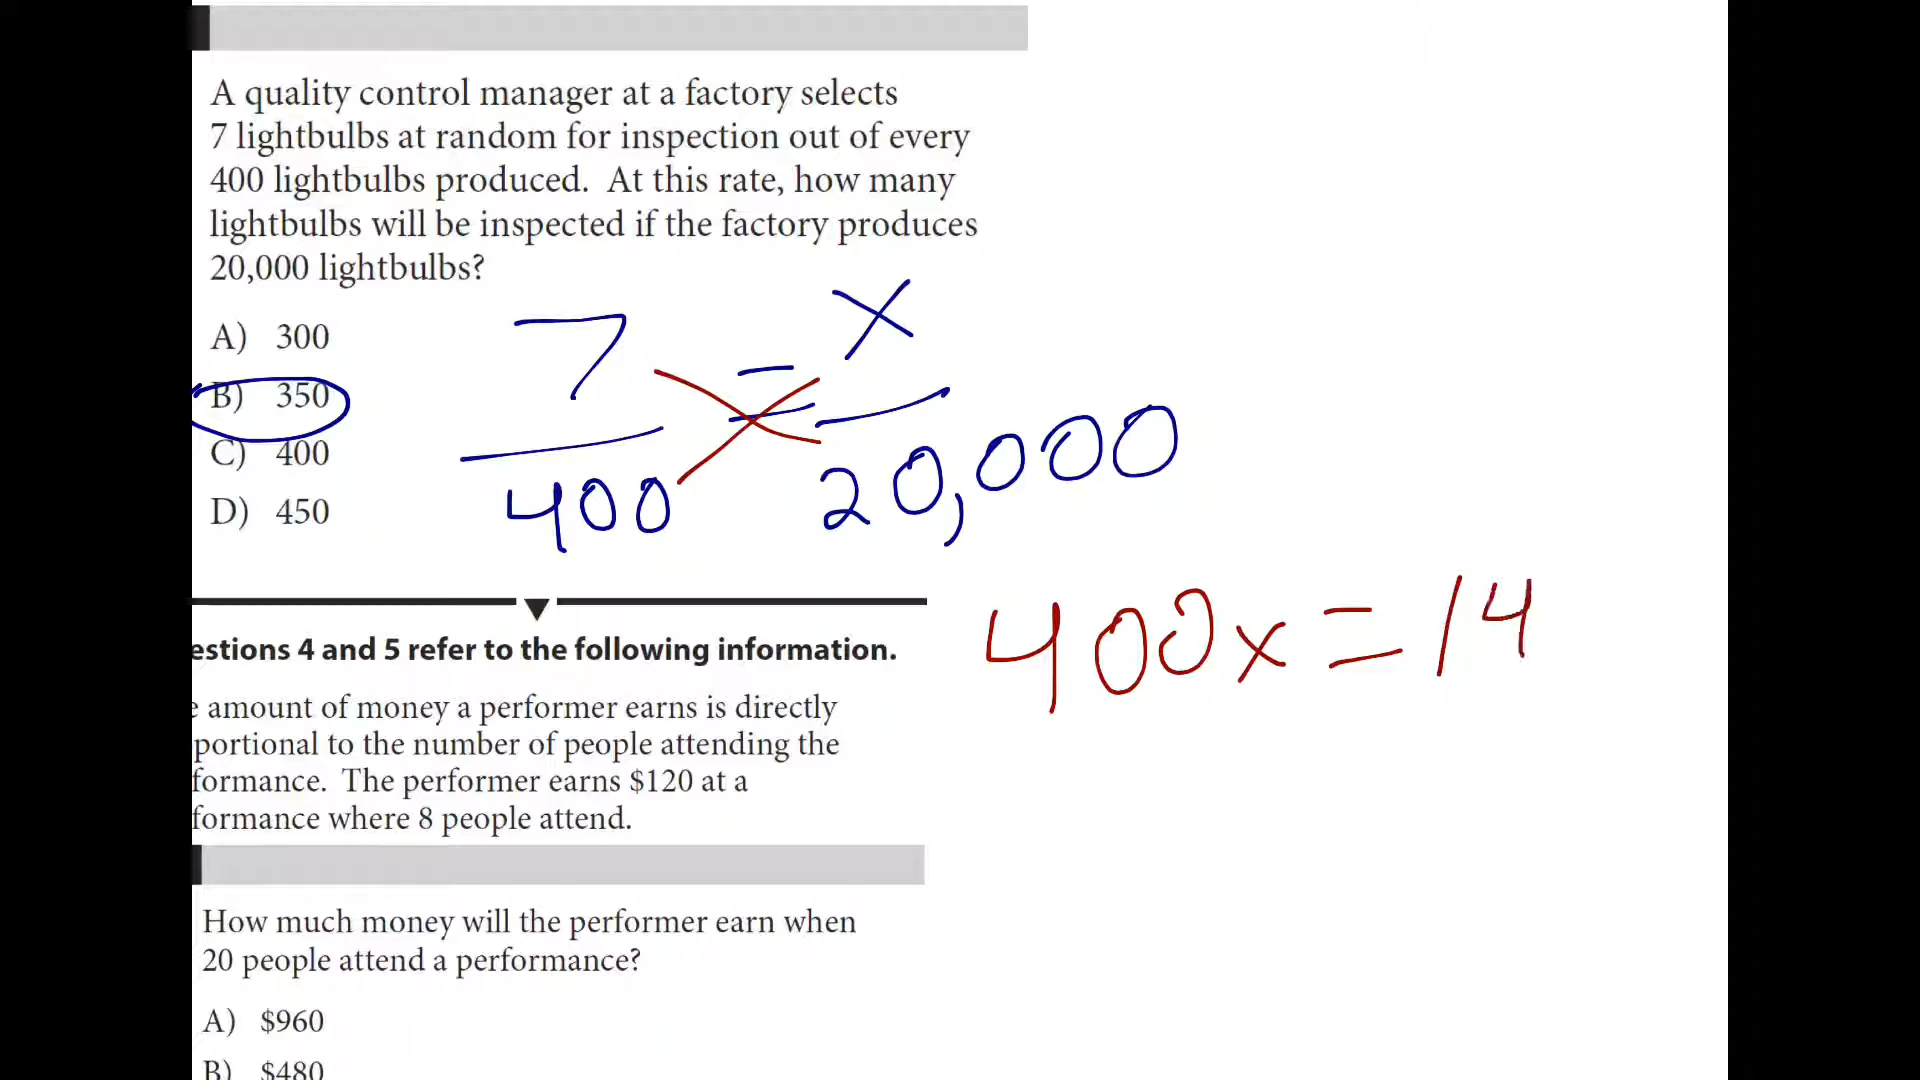 A quality control manager at a factory selects
7 lightbulbs at random for inspection out of every
400 lightbulbs produced. At this rate, how many
lightbulbs will be inspected if the factory produces
20,000 lightbulbs?
A) 300
B) 350
C) 400
D) 450
7 = x
400 20,000
400x = 14
estions 4 and 5 refer to the following information.
e amount of money a performer earns is directly
portional to the number of people attending the
formance. The performer earns $120 at a
formance where 8 people attend.
How much money will the performer earn when
20 people attend a performance?
A) $960
B) $480